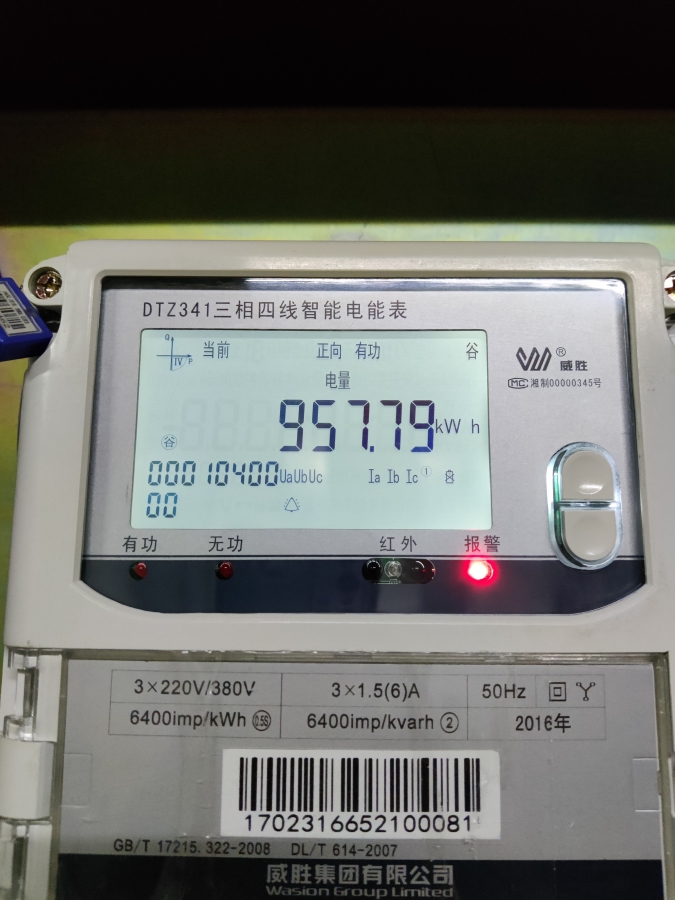 DTZ341三相四线智能电能表
当前 正向 有功 谷
Q
IV P
电量
957.79 kW h
谷
00010400 UaUbUc Ia Ib Ic ①
00
® 威胜
MC 湘制00000345号
有功 无功 红外 报警
3×220V/380V 3×1.5(6)A 50Hz
6400imp/kWh 0.5S 6400imp/kvarh ② 2016年
1702316652100081
GB/T 17215.322-2008 DL/T 614-2007
威胜集团有限公司
Wasion Group Limited